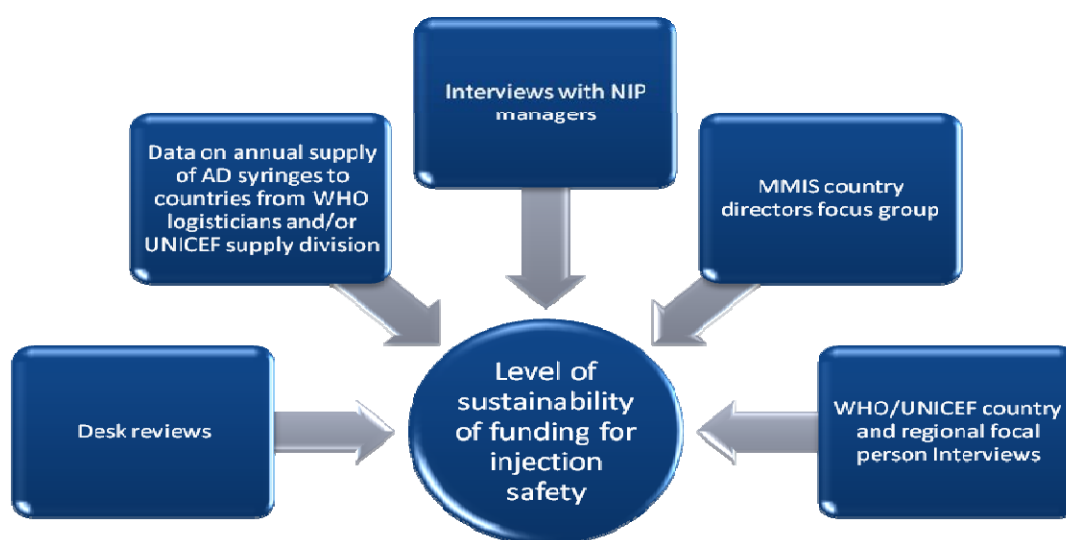 Interviews with NIP
managers
Data on annual supply
of AD syringes to
countries from WHO
logisticians and/or
UNICEF supply division
MMIS country
directors focus group
Desk reviews
Level of
sustainability
of funding for
injection
safety
WHO/UNICEF country
and regional focal
person Interviews